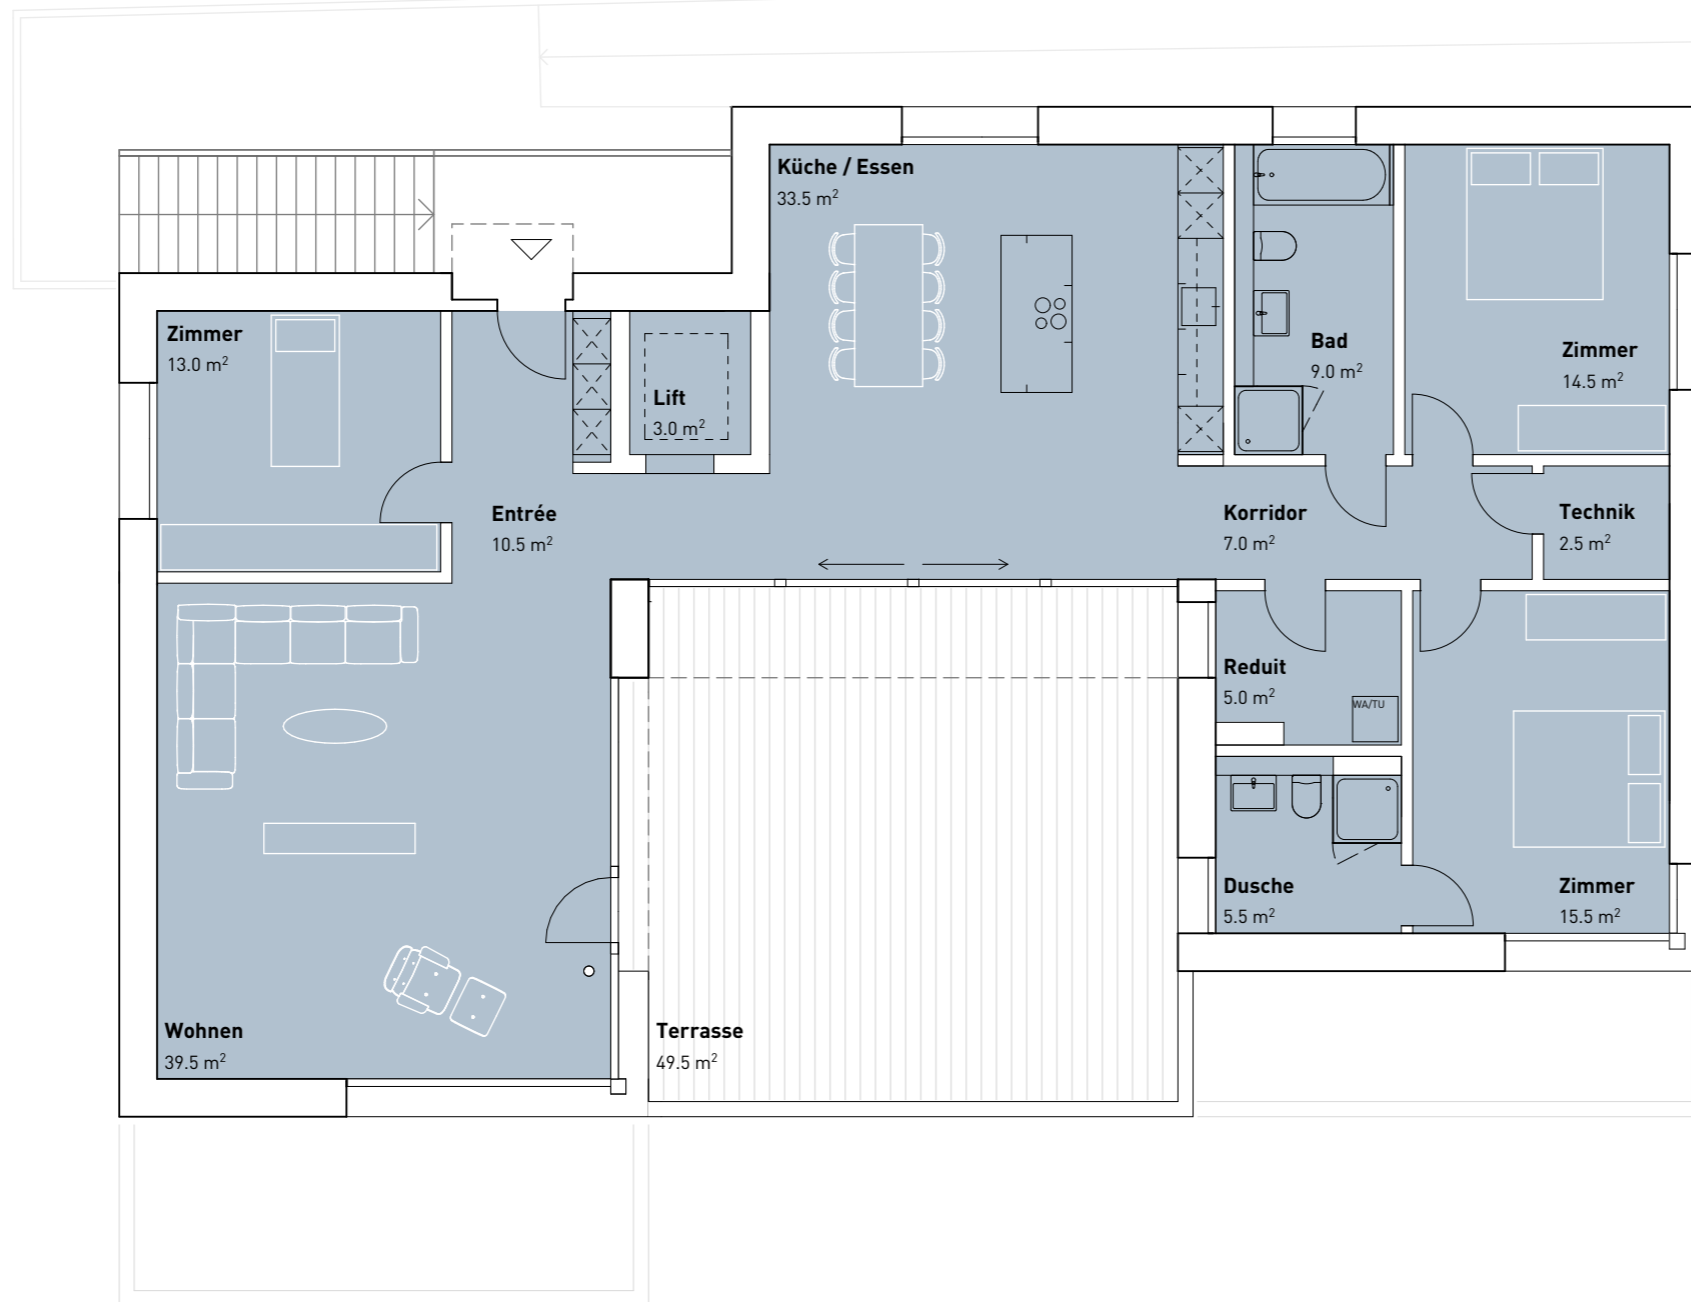 Küche / Essen
33.5 m²
Zimmer
13.0 m²
Lift
3.0 m²
Bad
9.0 m²
Zimmer
14.5 m²
Entrée
10.5 m²
Korridor
7.0 m²
Technik
2.5 m²
Reduit
5.0 m²
WA/TU
Dusche
5.5 m²
Zimmer
15.5 m²
Wohnen
39.5 m²
Terrasse
49.5 m²